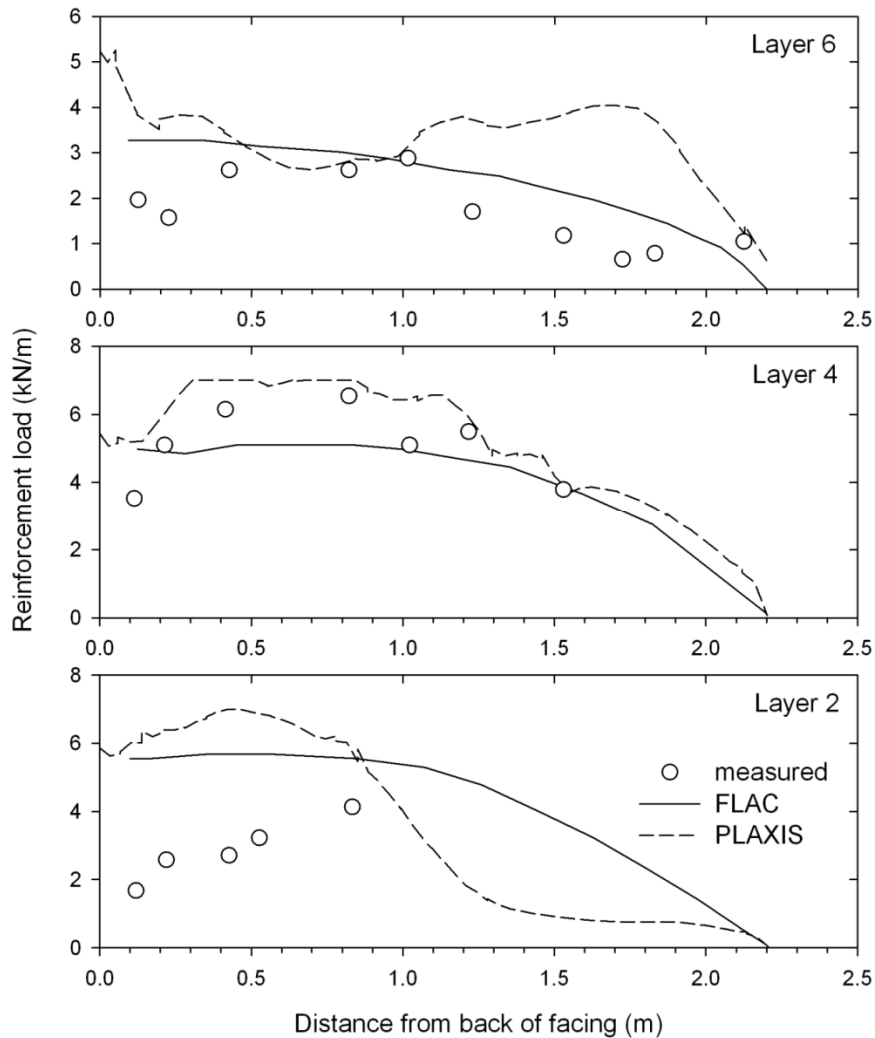 6
5
4
3
2
1
0
Layer 6
0.0 0.5 1.0 1.5 2.0 2.5
8
6
4
2
0
Layer 4
0.0 0.5 1.0 1.5 2.0 2.5
8
6
4
2
0
Layer 2
measured
FLAC
PLAXIS
0.0 0.5 1.0 1.5 2.0 2.5
Reinforcement load (kN/m)
Distance from back of facing (m)